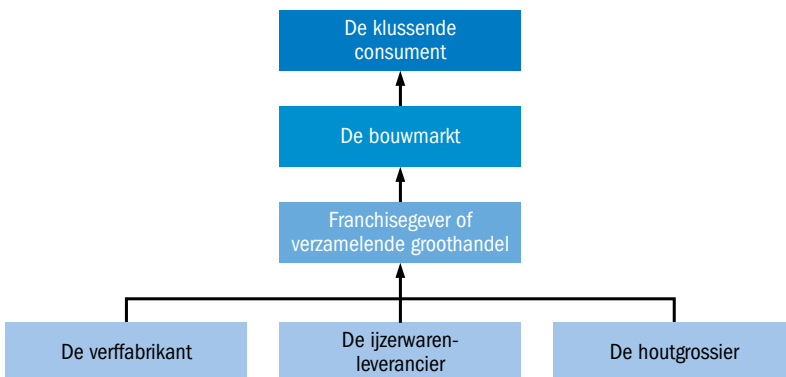 De klussende
consument
De bouwmarkt
Franchisegever of
verzamelende groothandel
De verffabrikant
De ijzerwaren-
leverancier
De houtgrossier